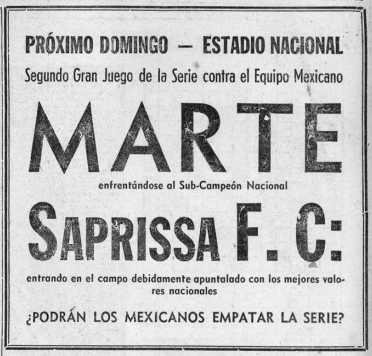 PRÓXIMO DOMINGO — ESTADIO NACIONAL
Segundo Gran Juego de la Serie contra el Equipo Mexicano
MARTE
enfrentándose al Sub-Campeón Nacional
SAPRISSA F. C:
entrando en el campo debidamente apuntalado con los mejores valo-
res nacionales
¿PODRÁN LOS MEXICANOS EMPATAR LA SERIE?